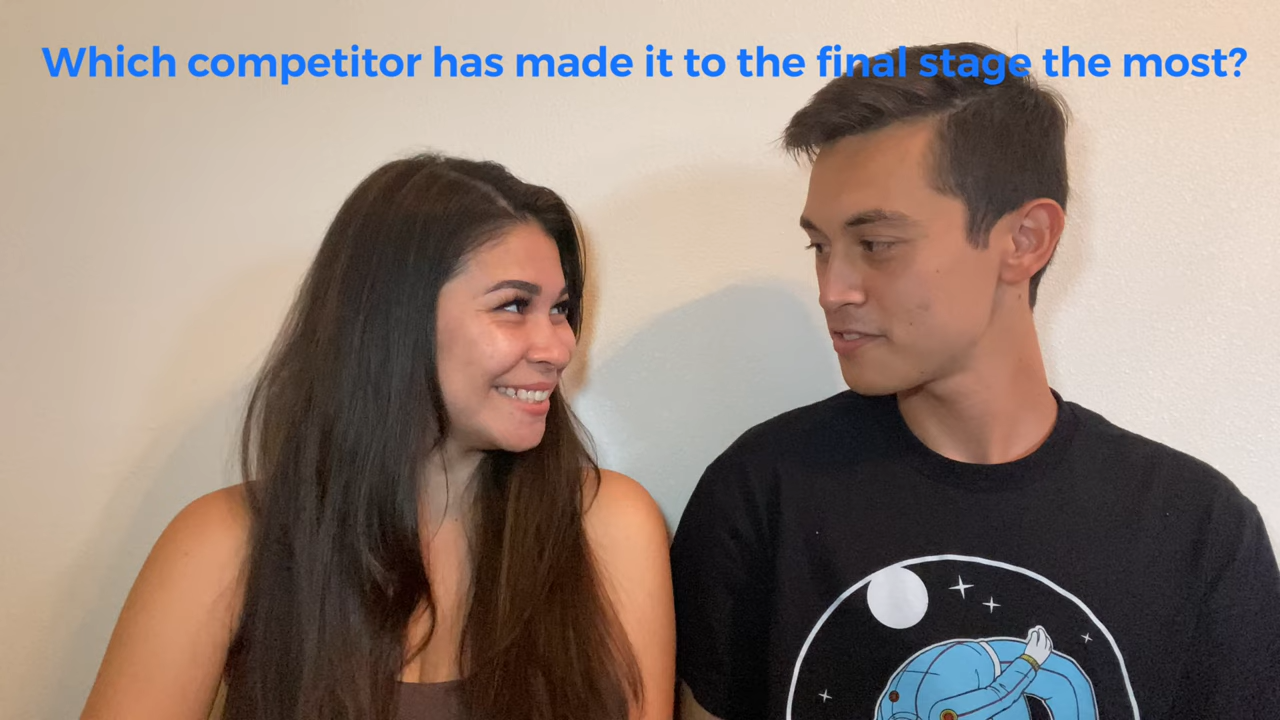 Which competitor has made it to the final stage the most?